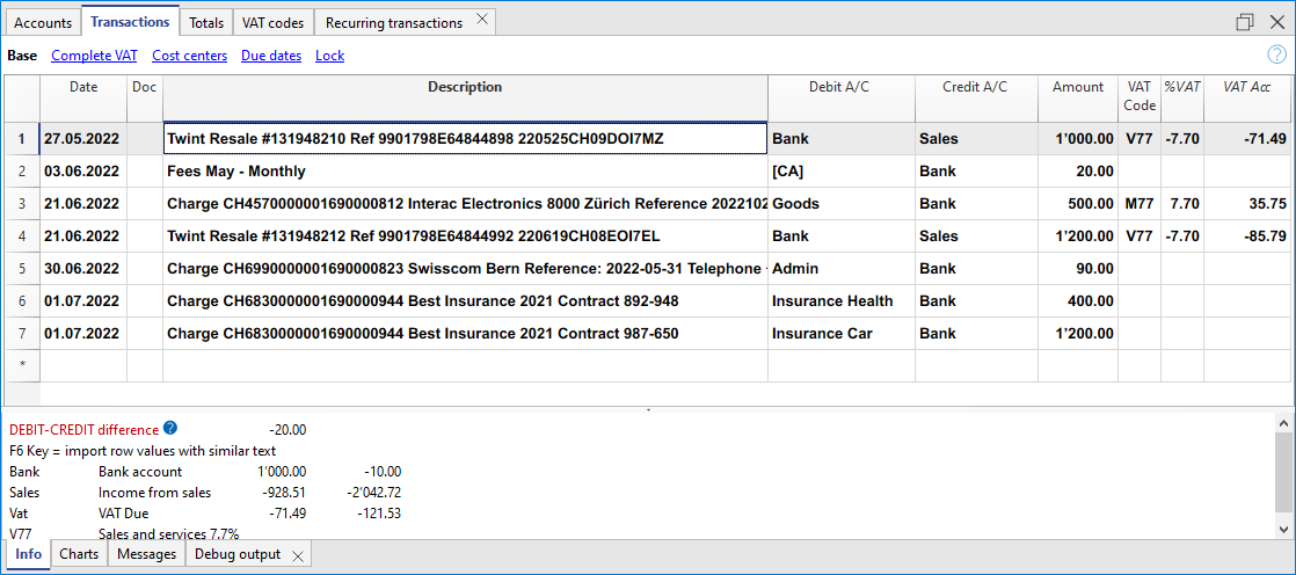 Accounts Transactions Totals VAT codes Recurring transactions
Base Complete VAT Cost centers Due dates Lock
Date Doc Description Debit A/C Credit A/C Amount VAT Code %VAT VAT Acc
1 27.05.2022 Twint Resale #131948210 Ref 9901798E64844898 220525CH09DOI7MZ Bank Sales 1'000.00 V77 -7.70 -71.49
2 03.06.2022 Fees May - Monthly [CA] Bank 20.00
3 21.06.2022 Charge CH4570000001690000812 Interac Electronics 8000 Zürich Reference 2022102 Goods Bank 500.00 M77 7.70 35.75
4 21.06.2022 Twint Resale #131948212 Ref 9901798E64844992 220619CH08EOI7EL Bank Sales 1'200.00 V77 -7.70 -85.79
5 30.06.2022 Charge CH6990000001690000823 Swisscom Bern Reference: 2022-05-31 Telephone Admin Bank 90.00
6 01.07.2022 Charge CH6830000001690000944 Best Insurance 2021 Contract 892-948 Insurance Health Bank 400.00
7 01.07.2022 Charge CH6830000001690000944 Best Insurance 2021 Contract 987-650 Insurance Car Bank 1'200.00
*
DEBIT-CREDIT difference ? -20.00
F6 Key = import row values with similar text
Bank Bank account 1'000.00 -10.00
Sales Income from sales -928.51 -2'042.72
Vat VAT Due -71.49 -121.53
V77 Sales and services 7.7%
Info Charts Messages Debug output